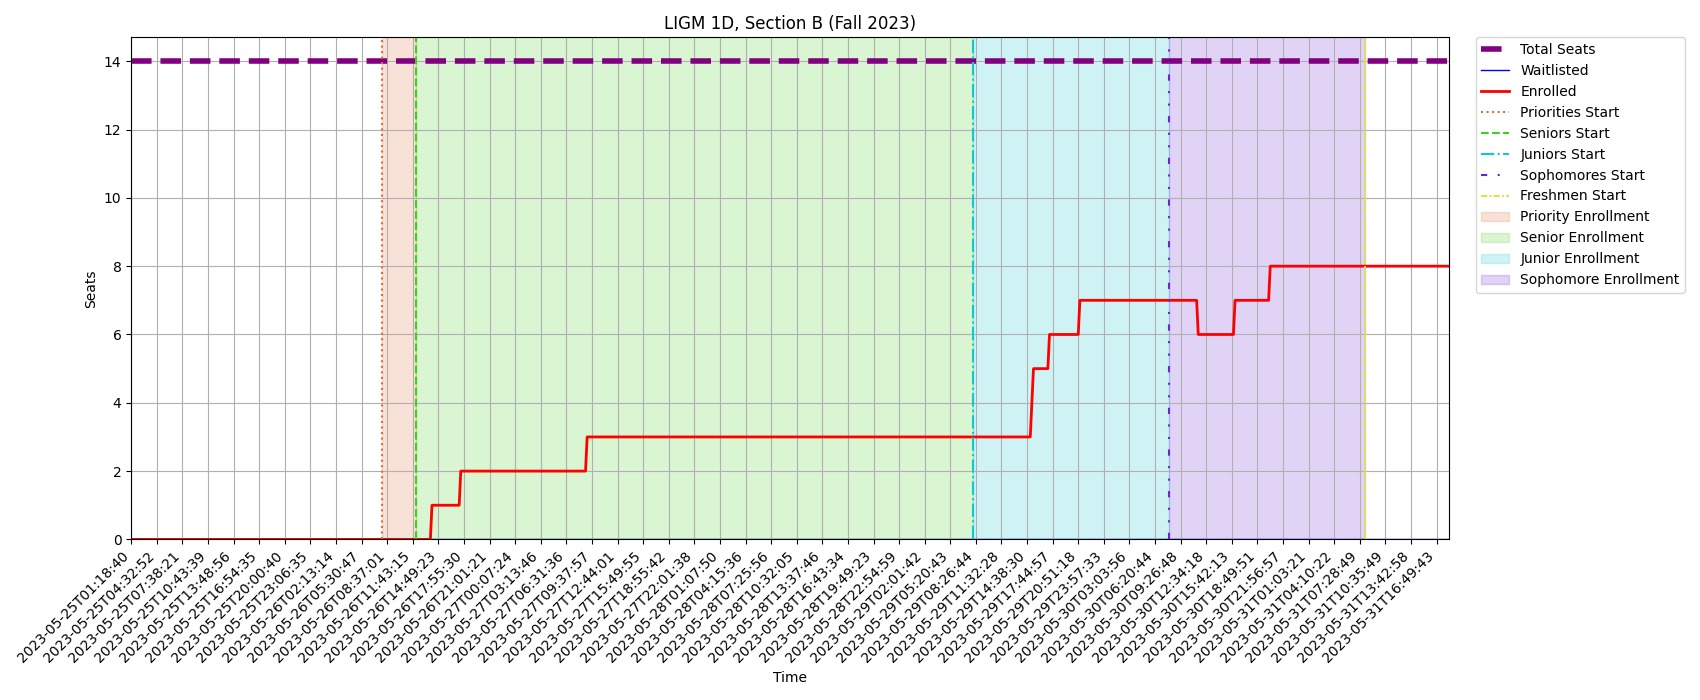 LIGM 1D, Section B (Fall 2023)
14
12
10
8
6
4
2
0
Seats
2023-05-25T01:18:40
2023-05-25T04:32:52
2023-05-25T07:38:21
2023-05-25T10:43:39
2023-05-25T13:48:56
2023-05-25T16:54:35
2023-05-25T20:00:40
2023-05-25T23:06:35
2023-05-26T02:13:14
2023-05-26T05:30:47
2023-05-26T08:37:01
2023-05-26T11:43:15
2023-05-26T14:49:23
2023-05-26T17:55:30
2023-05-26T21:01:21
2023-05-27T00:07:24
2023-05-27T03:13:46
2023-05-27T06:31:36
2023-05-27T09:37:57
2023-05-27T12:44:01
2023-05-27T15:49:55
2023-05-27T18:55:42
2023-05-27T22:01:38
2023-05-28T01:07:50
2023-05-28T04:15:36
2023-05-28T07:25:56
2023-05-28T10:32:05
2023-05-28T13:37:46
2023-05-28T16:43:34
2023-05-28T19:49:23
2023-05-28T22:54:59
2023-05-29T02:01:42
2023-05-29T05:20:43
2023-05-29T08:26:44
2023-05-29T11:32:28
2023-05-29T14:38:30
2023-05-29T17:44:57
2023-05-29T20:51:18
2023-05-29T23:57:33
2023-05-30T03:03:56
2023-05-30T06:20:44
2023-05-30T09:26:48
2023-05-30T12:34:18
2023-05-30T15:42:13
2023-05-30T18:49:51
2023-05-30T21:56:57
2023-05-31T01:03:21
2023-05-31T04:10:22
2023-05-31T07:28:49
2023-05-31T10:35:49
2023-05-31T13:42:58
2023-05-31T16:49:43
Time
Total Seats
Waitlisted
Enrolled
Priorities Start
Seniors Start
Juniors Start
Sophomores Start
Freshmen Start
Priority Enrollment
Senior Enrollment
Junior Enrollment
Sophomore Enrollment